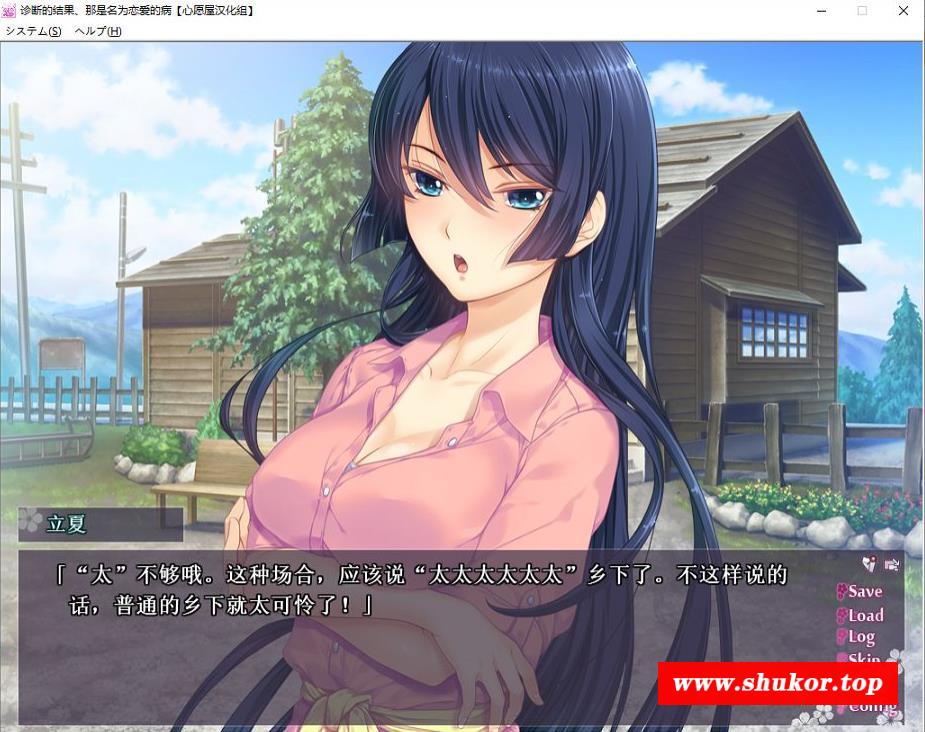 诊断的结果、那是名为恋爱的病【心愿屋汉化组】
システム(S) ヘルプ(H)
立夏
「“太”不够哦。这种场合，应该说“太太太太太太”乡下了。不这样说的
话，普通的乡下就太可怜了！」
Save
Load
Log
Skip
www.shukor.top
Config